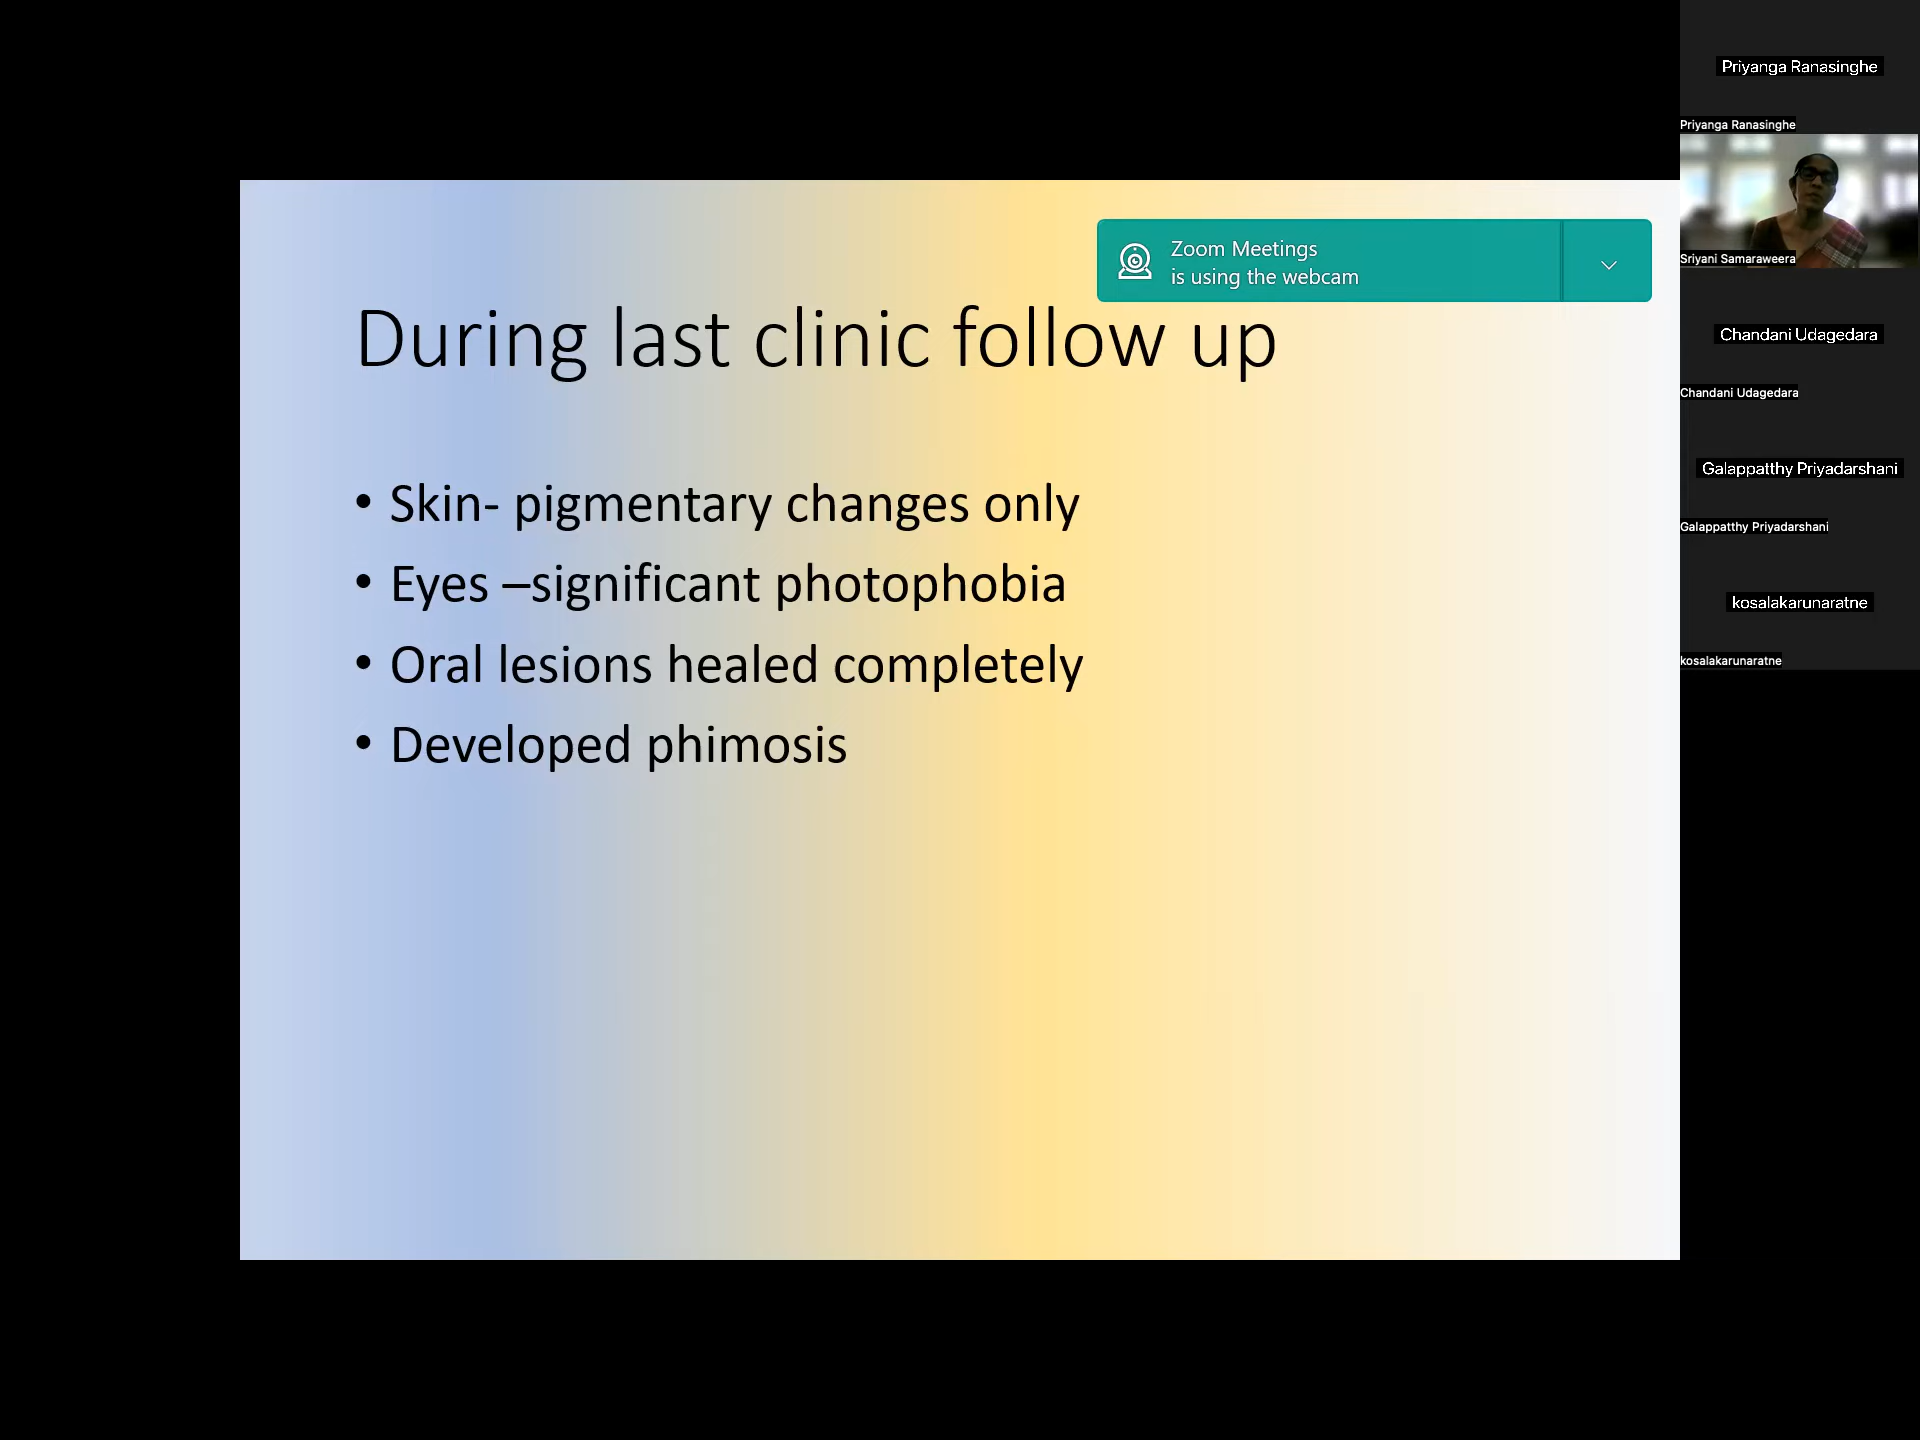 During last clinic follow up
• Skin- pigmentary changes only
• Eyes –significant photophobia
• Oral lesions healed completely
• Developed phimosis
Zoom Meetings
is using the webcam
Priyanga Ranasinghe
Priyanga Ranasinghe
Sriyani Samaraweera
Chandani Udagedara
Chandani Udagedara
Galappatthy Priyadarshani
Galappatthy Priyadarshani
kosalakarunaratne
kosalakarunaratne